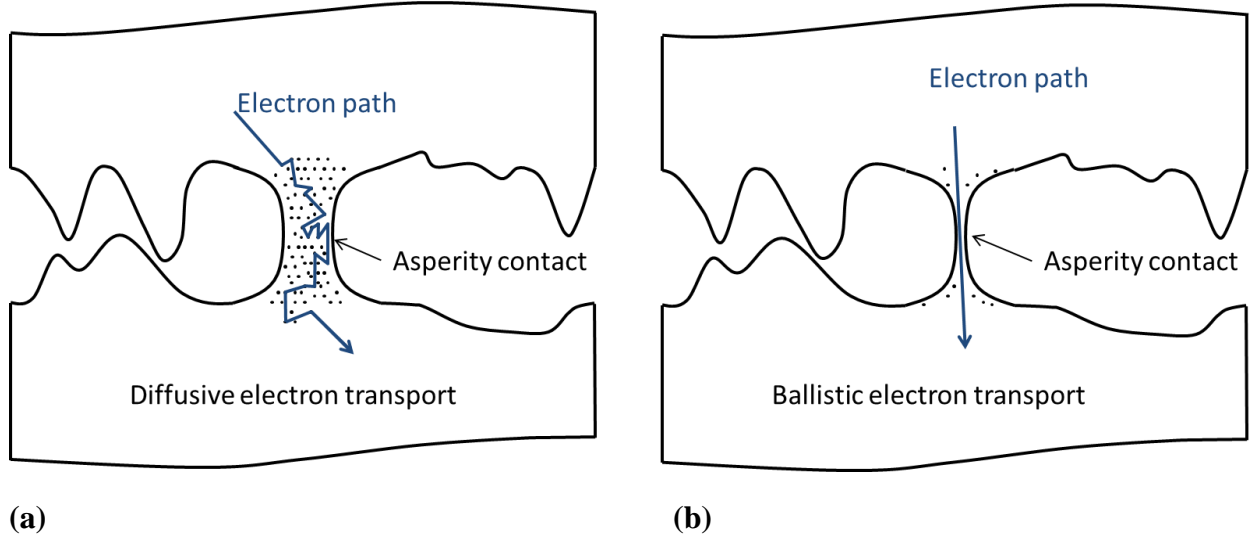 Electron path
Asperity contact
Diffusive electron transport
(a)
Electron path
Asperity contact
Ballistic electron transport
(b)